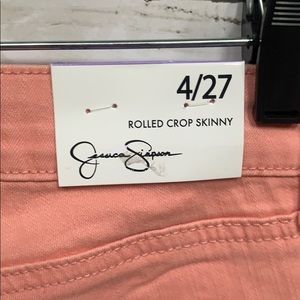 4/27
ROLLED CROP SKINNY
Jessica Simpson